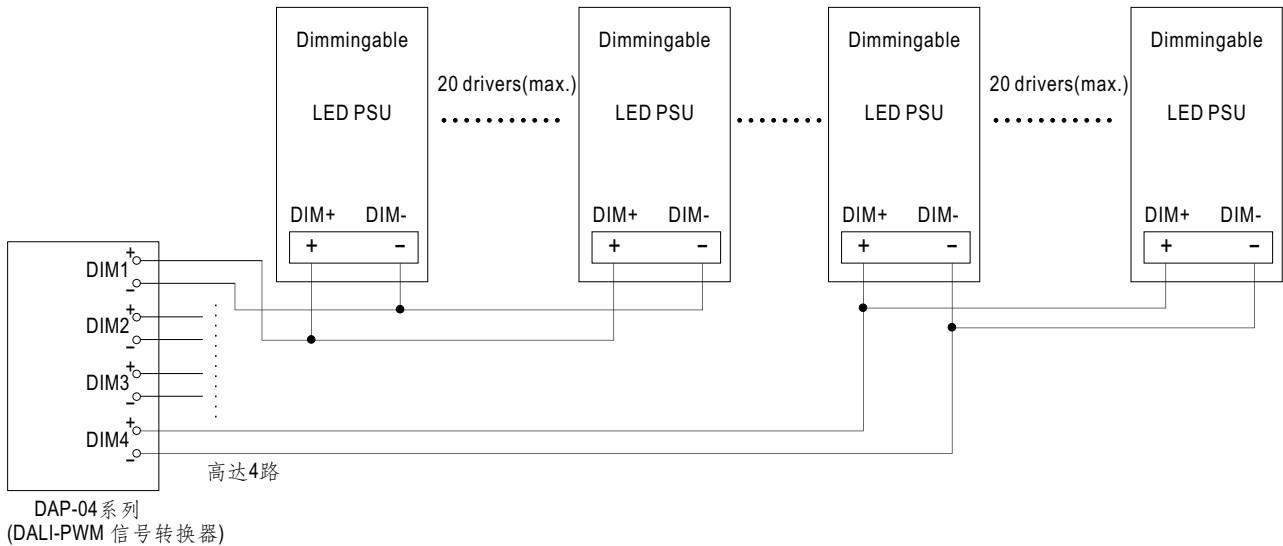 Dimmingable
LED PSU
DIM+ DIM-
+ −
20 drivers(max.)
Dimmingable
LED PSU
DIM+ DIM-
+ −
Dimmingable
LED PSU
DIM+ DIM-
+ −
20 drivers(max.)
Dimmingable
LED PSU
DIM+ DIM-
+ −
+
DIM1
−
+
DIM2
−
+
DIM3
−
+
DIM4
−
高达4路
DAP-04系列
(DALI-PWM 信号转换器)